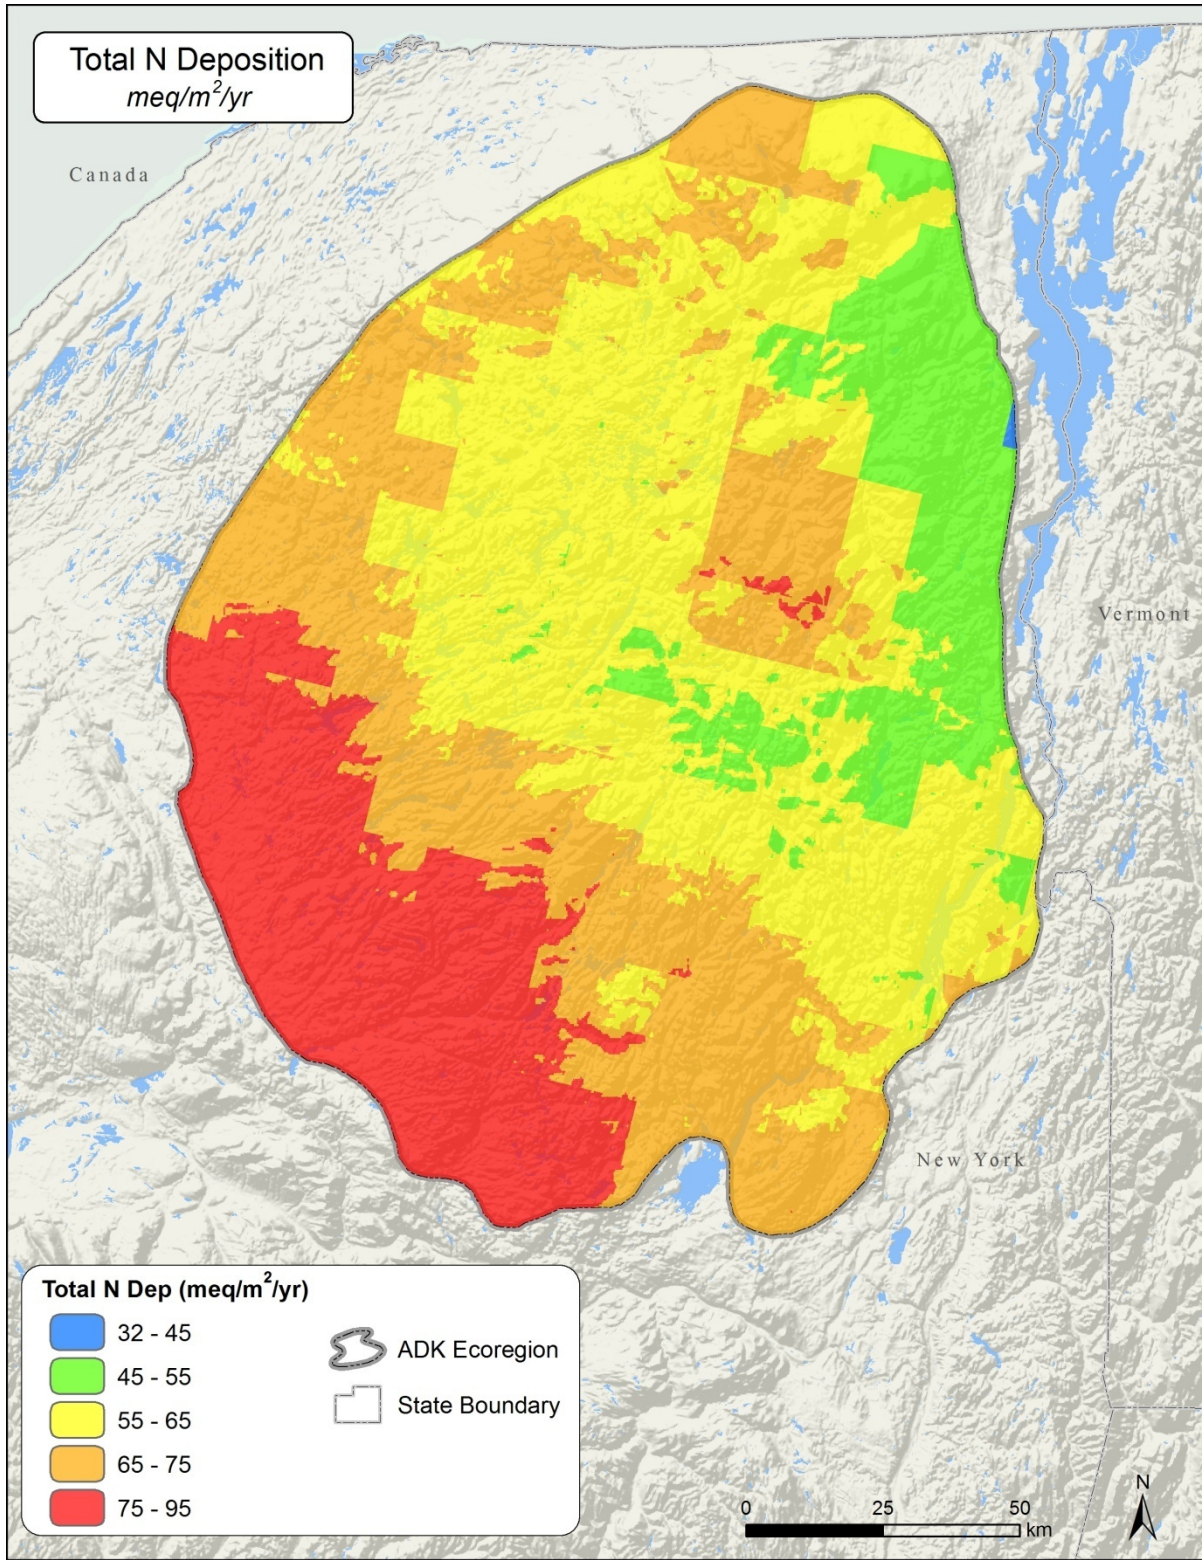 Total N Deposition
meq/m²/yr
Canada
Vermont
New York
Total N Dep (meq/m²/yr)
32 - 45
45 - 55
55 - 65
65 - 75
75 - 95
ADK Ecoregion
State Boundary
0 25 50
km
N